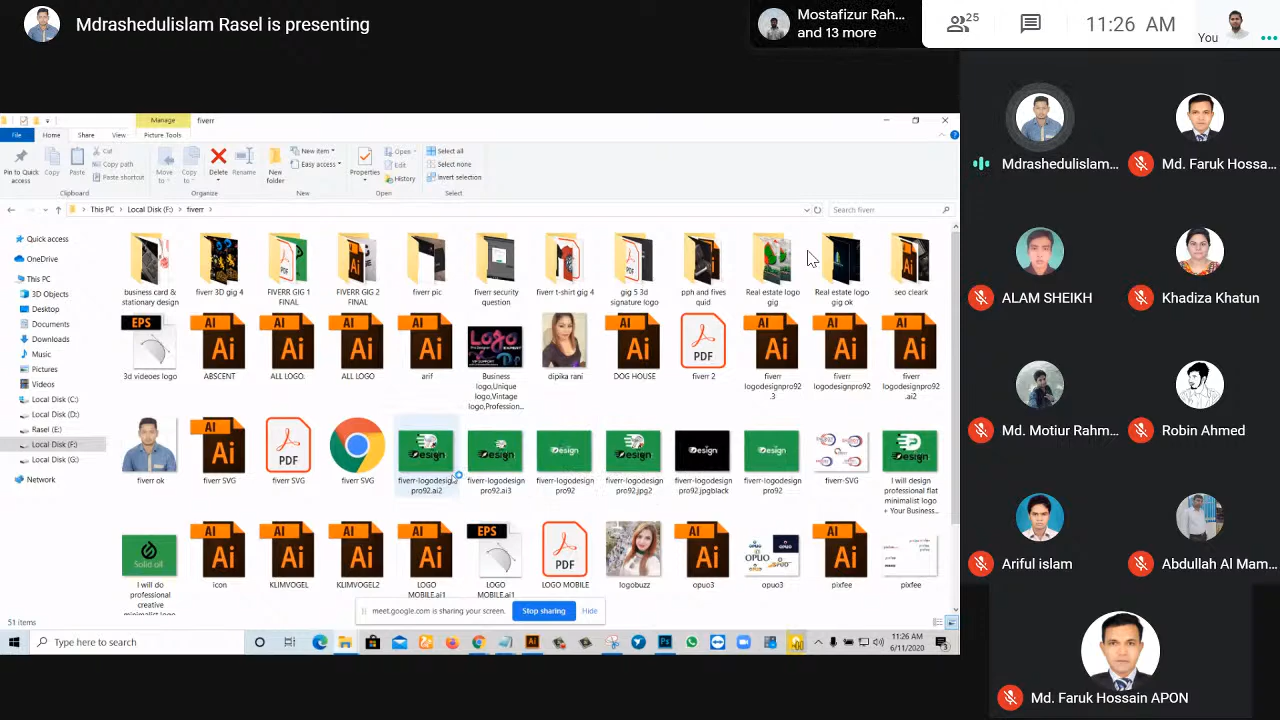 Mdrashedulislam Rasel is presenting
Mostafizur Rah...
and 13 more
25
11:26 AM
You
Manage
fiverr
File
Home
Share
View
Picture Tools
Pin to Quick access
Copy
Paste
Cut
Copy path
Paste shortcut
Move to
Copy to
Delete
Rename
New folder
New item
Easy access
Properties
Open
Edit
History
Select all
Select none
Invert selection
Clipboard
Organize
New
Open
Select
This PC > Local Disk (F:) > fiverr >
Search fiverr
Quick access
OneDrive
This PC
3D Objects
Desktop
Documents
Downloads
Music
Pictures
Videos
Local Disk (C:)
Local Disk (D:)
Rasel (E:)
Local Disk (F:)
Local Disk (G:)
Network
business card & stationary design
fiverr 3D gig 4
FIVERR GIG 1 FINAL
FIVERR GIG 2 FINAL
fiverr pic
fiverr security question
fiverr t-shirt gig 4
gig 5 3d signature logo
pph and fives quid
Real estate logo gig
Real estate logo gig ok
seo cleark
3d videoes logo
ABSCENT
ALL LOGO.
ALL LOGO
arif
Business logo,Unique logo,Vintage logo,Profession...
dipika rani
DOG HOUSE
fiverr 2
fiverr logodesignpro92.3
fiverr logodesignpro92.
fiverr logodesignpro92.ai2
fiverr ok
fiverr SVG
fiverr SVG
fiverr SVG
fiverr-logodesignpro92.ai2
fiverr-logodesignpro92.ai3
fiverr-logodesignpro92
fiverr-logodesignpro92.jpg2
fiverr-logodesignpro92.jpgblack
fiverr-logodesignpro92
fiverr-SVG
I will design professional flat minimalist logo + Your Business...
I will do professional creative minimalist logo
icon
KLIMVOGEL
KLIMVOGEL2
LOGO MOBILE.ai1
LOGO MOBILE.ai1
LOGO MOBILE
logobuzz
opuo3
opuo3
pixfee
pixfee
51 items
meet.google.com is sharing your screen.
Stop sharing
Hide
Type here to search
11:26 AM
6/11/2020
Mdrashedulislam...
Md. Faruk Hossa...
ALAM SHEIKH
Khadiza Khatun
Md. Motiur Rahm...
Robin Ahmed
Ariful islam
Abdullah Al Mam...
Md. Faruk Hossain APON